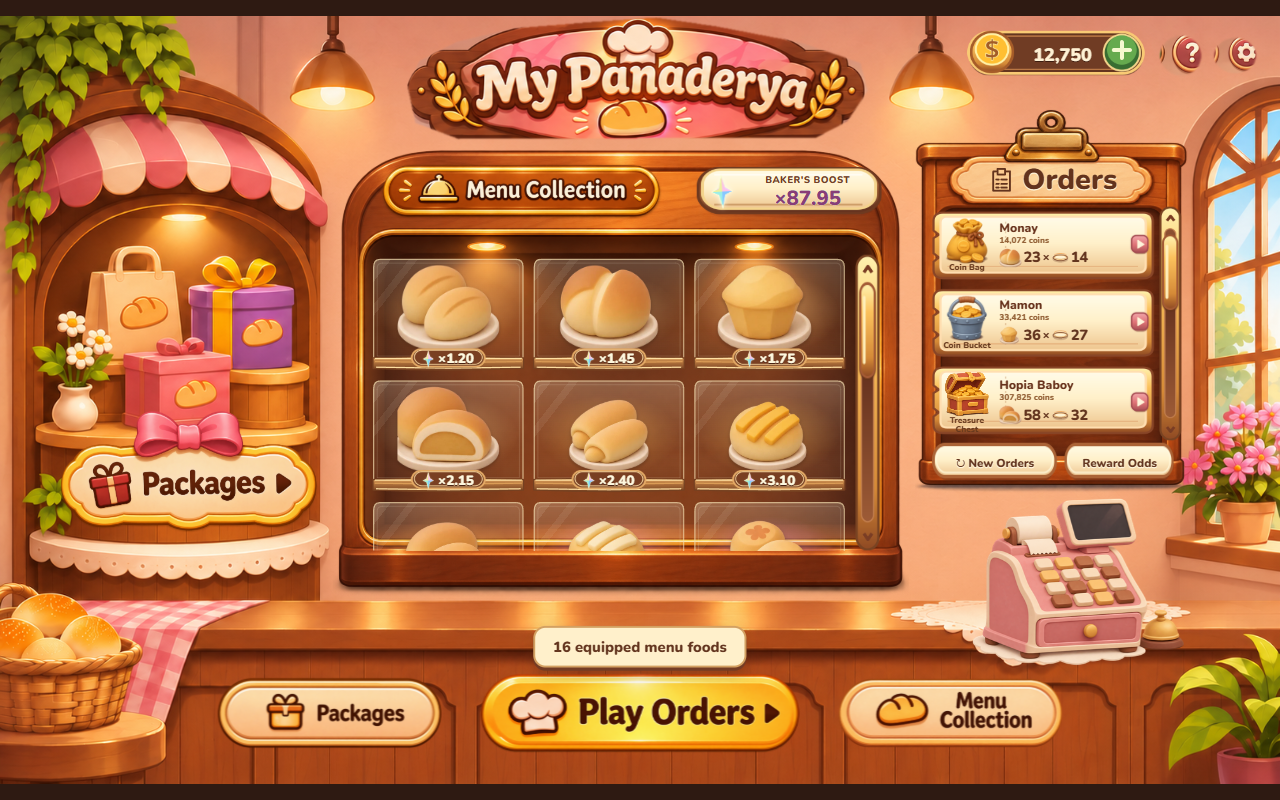 My Panaderya
$ 12,750 + ?
Menu Collection
BAKER'S BOOST
×87.95
Orders
×1.20
×1.45
×1.75
×2.15
×2.40
×3.10
Monay
14,072 coins
23 × 14
Coin Bag
Mamon
33,421 coins
36 × 27
Coin Bucket
Hopia Baboy
307,825 coins
58 × 32
Treasure
Chest
↻ New Orders
Reward Odds
Packages
16 equipped menu foods
Packages
Play Orders
Menu
Collection